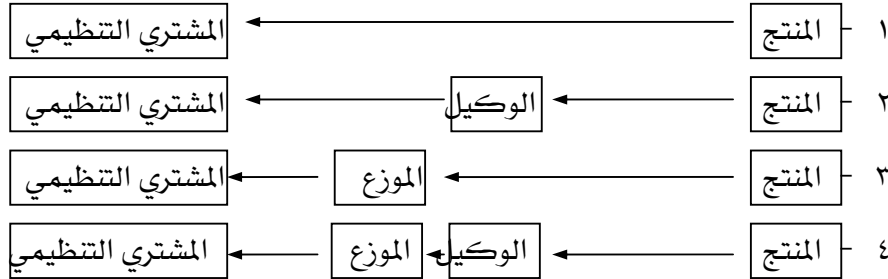 ١ - المنتج المشتري التنظيمي
٢ - المنتج الوكيل المشتري التنظيمي
٣ - المنتج الموزع المشتري التنظيمي
٤ - المنتج الوكيل الموزع المشتري التنظيمي